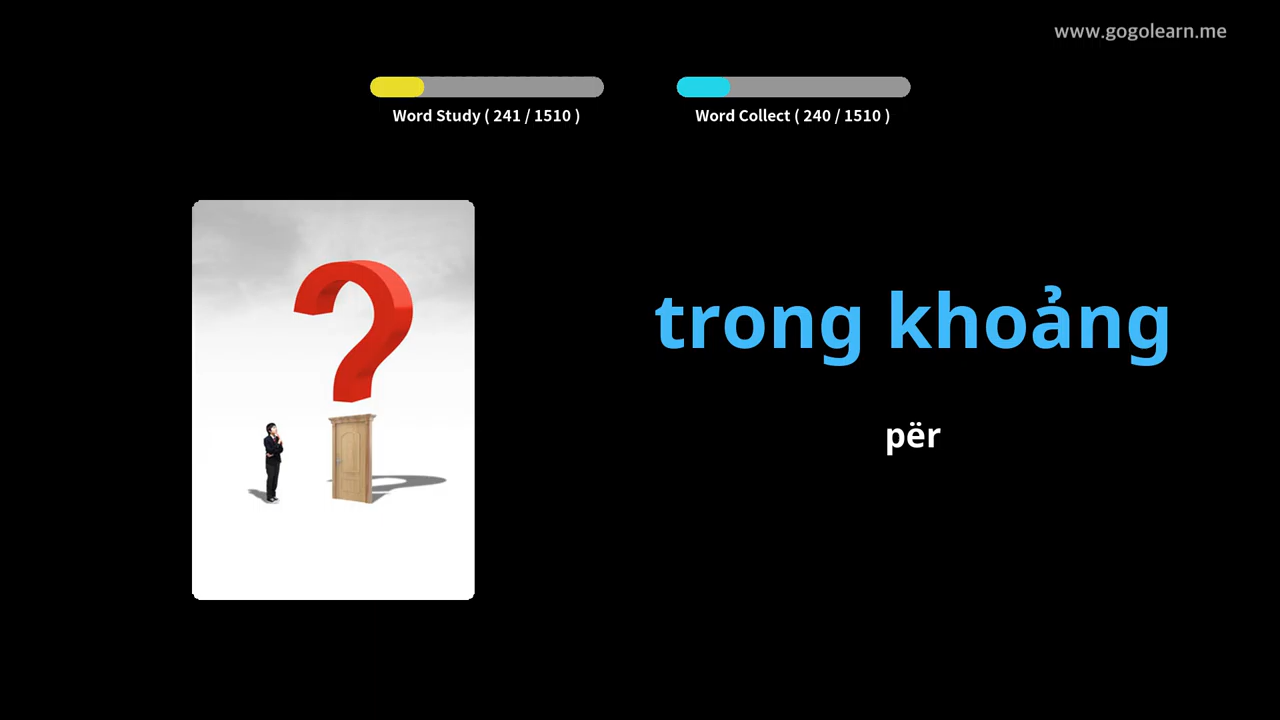 www.gogolearn.me
Word Study ( 241 / 1510 )
Word Collect ( 240 / 1510 )
trong khoảng
për